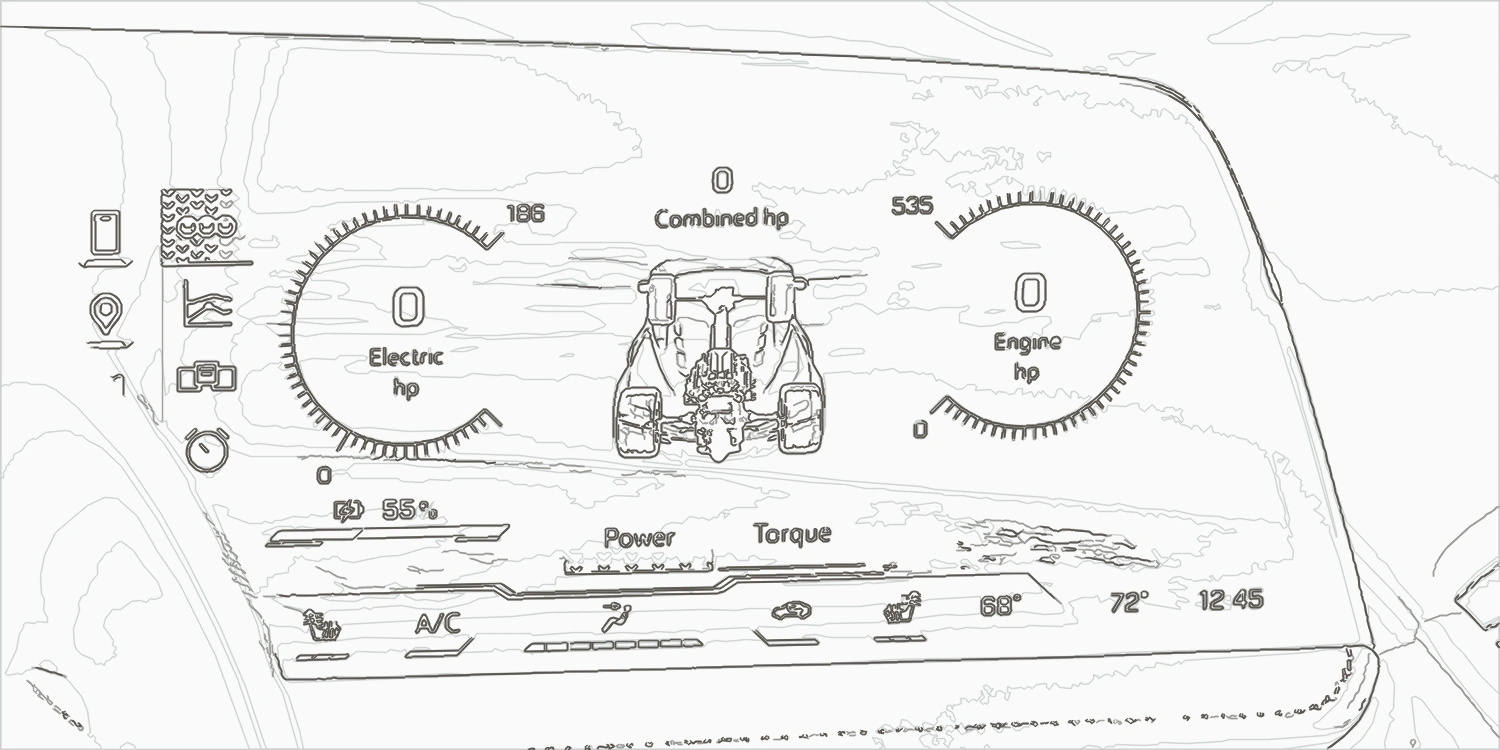 0
Combined hp
186
0
Electric
hp
0
535
0
Engine
hp
0
55%
Power
Torque
A/C
68°
72°
12 45